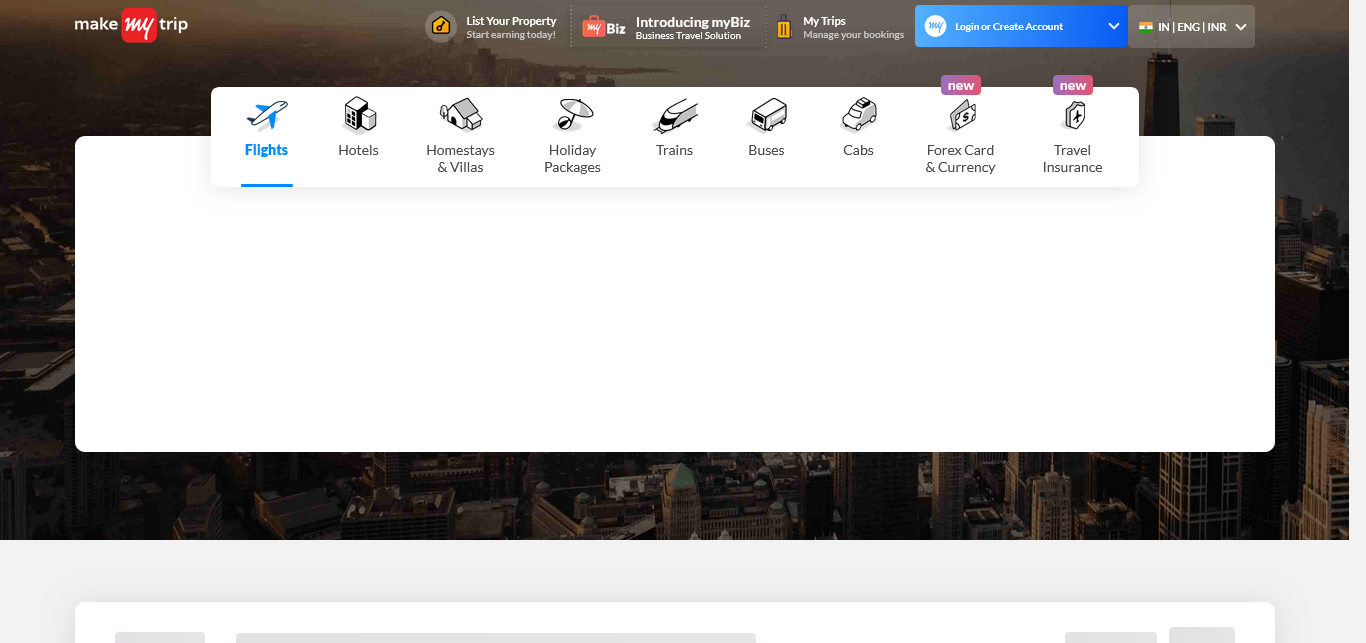 make my trip
List Your Property
Start earning today!
my Biz
Introducing myBiz
Business Travel Solution
My Trips
Manage your bookings
my
Login or Create Account
IN | ENG | INR
new
new
Flights
Hotels
Homestays
& Villas
Holiday
Packages
Trains
Buses
Cabs
Forex Card
& Currency
Travel
Insurance